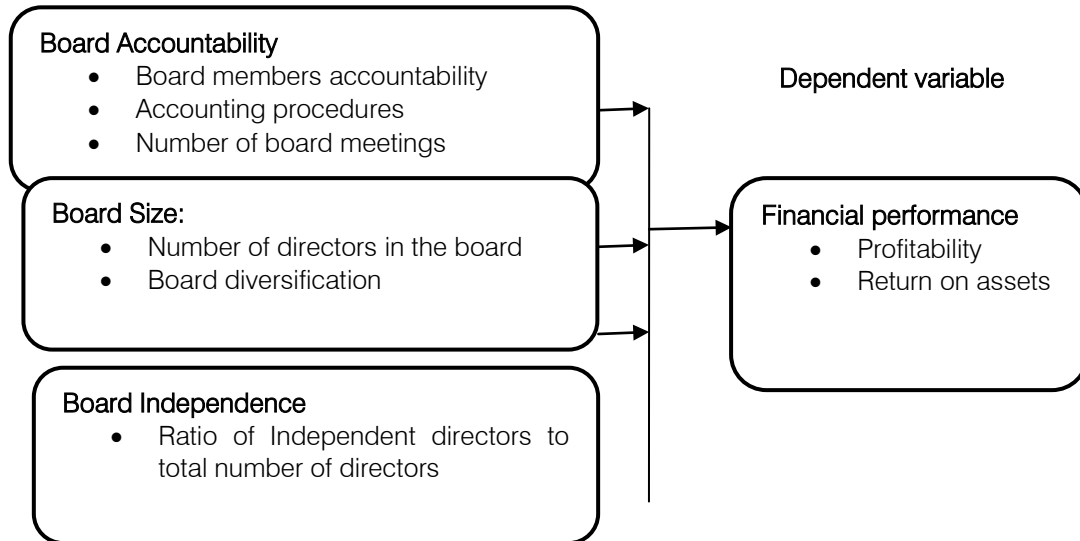 Board Accountability
• Board members accountability
• Accounting procedures
• Number of board meetings
Board Size:
• Number of directors in the board
• Board diversification
Board Independence
• Ratio of Independent directors to
total number of directors
Dependent variable
Financial performance
• Profitability
• Return on assets